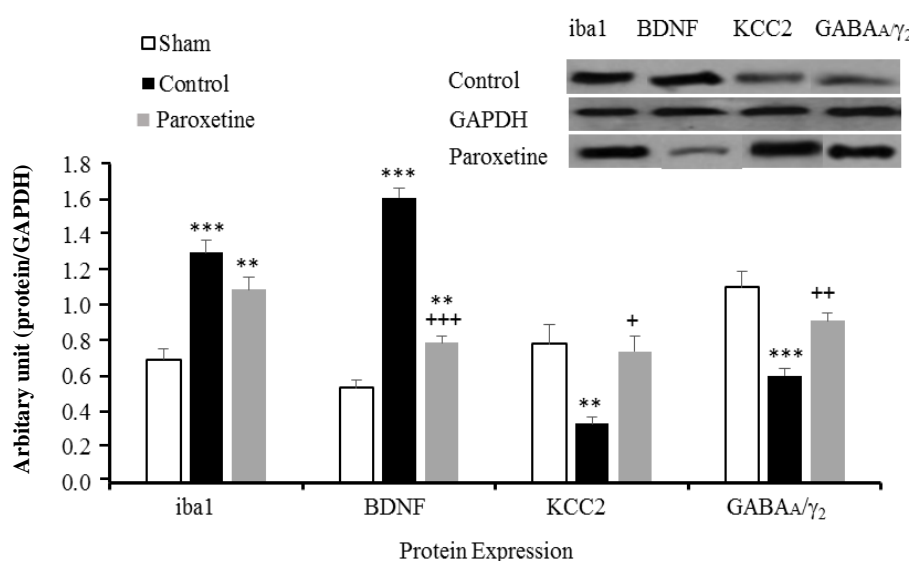 Sham
Control
Paroxetine
iba1 BDNF KCC2 GABAA/γ2
Control
GAPDH
Paroxetine
Arbitary unit (protein/GAPDH)
1.8
1.6
1.4
1.2
1.0
0.8
0.6
0.4
0.2
0.0
***
**
***
**
+++
**
+
***
++
iba1 BDNF KCC2 GABAA/γ2
Protein Expression